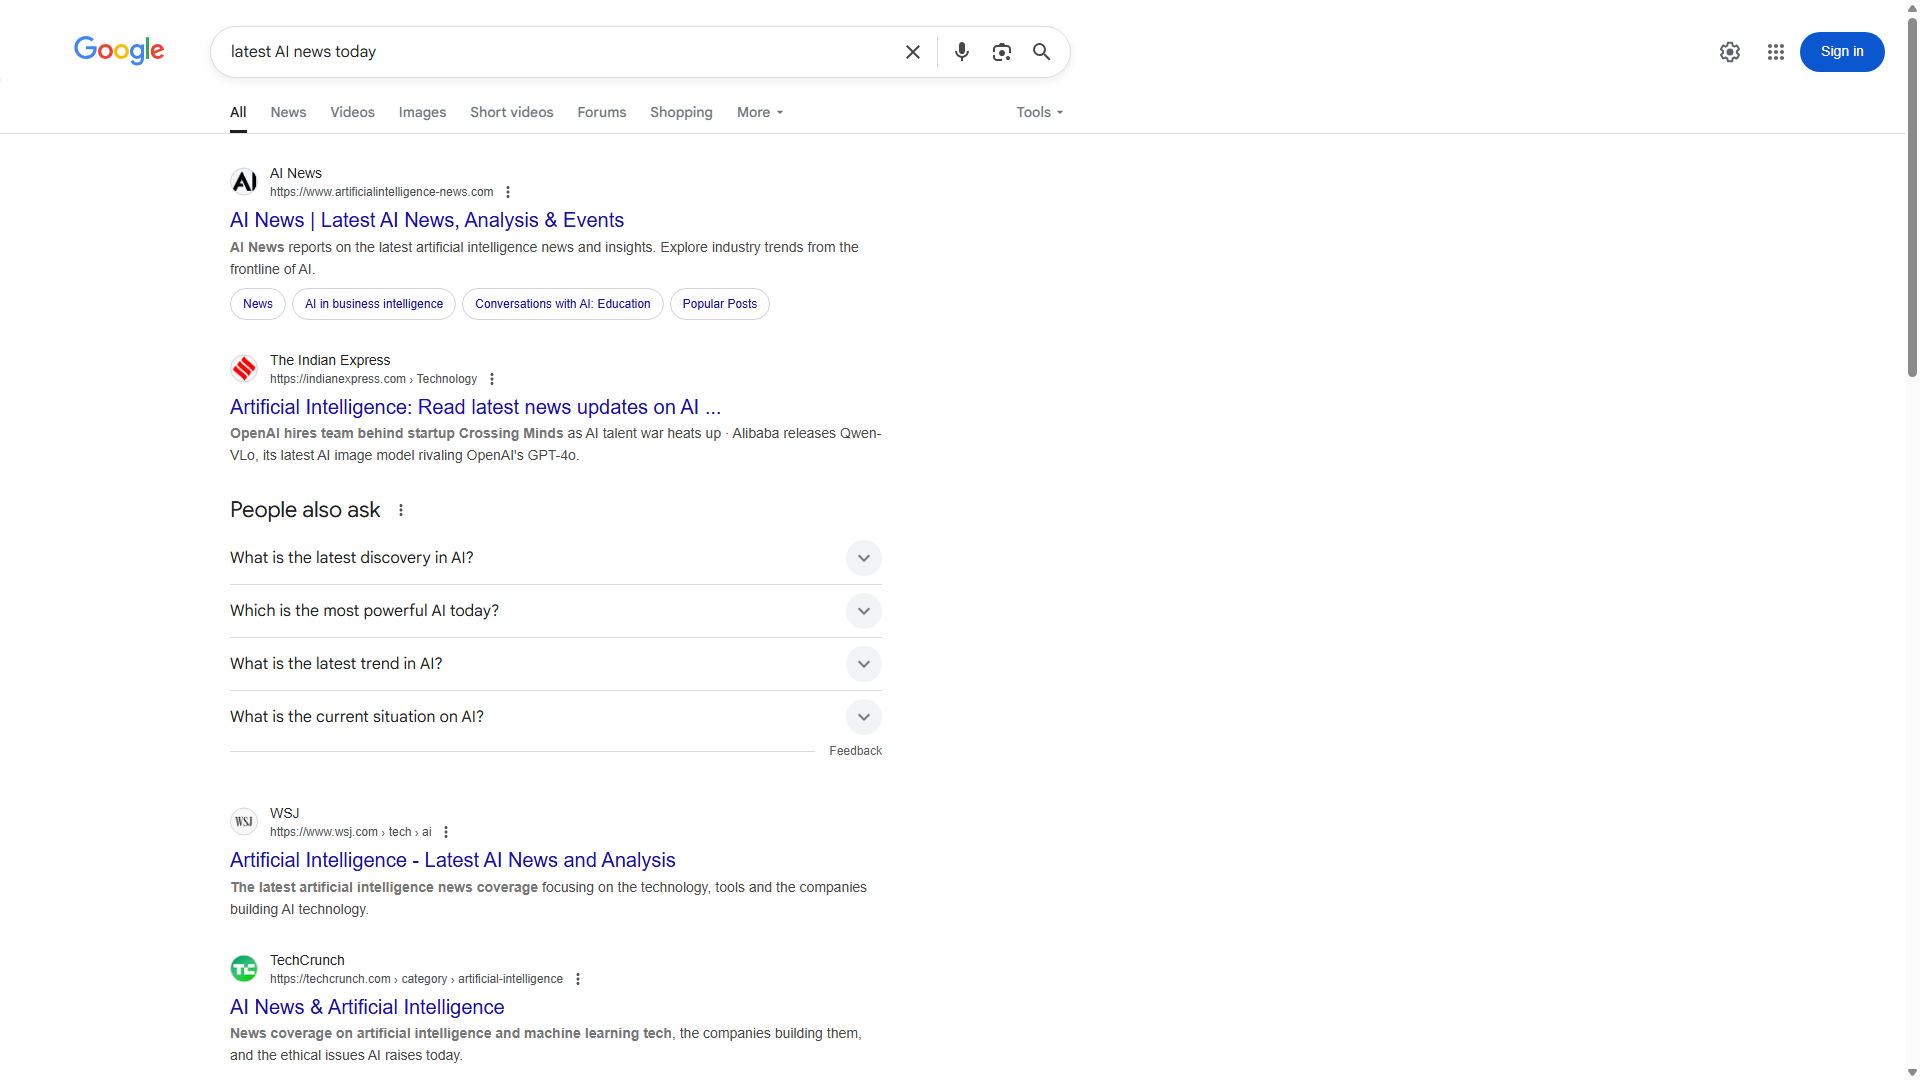 Google
latest AI news today
Sign in
All
News
Videos
Images
Short videos
Forums
Shopping
More
Tools
AI
AI News
https://www.artificialintelligence-news.com
AI News | Latest AI News, Analysis & Events
AI News reports on the latest artificial intelligence news and insights. Explore industry trends from the
frontline of AI.
News
AI in business intelligence
Conversations with AI: Education
Popular Posts
The Indian Express
https://indianexpress.com › Technology
Artificial Intelligence: Read latest news updates on AI ...
OpenAI hires team behind startup Crossing Minds as AI talent war heats up · Alibaba releases Qwen-
VLo, its latest AI image model rivaling OpenAI's GPT-4o.
People also ask
What is the latest discovery in AI?
Which is the most powerful AI today?
What is the latest trend in AI?
What is the current situation on AI?
Feedback
WSJ
WSJ
https://www.wsj.com › tech › ai
Artificial Intelligence - Latest AI News and Analysis
The latest artificial intelligence news coverage focusing on the technology, tools and the companies
building AI technology.
TC
TechCrunch
https://techcrunch.com › category › artificial-intelligence
AI News & Artificial Intelligence
News coverage on artificial intelligence and machine learning tech, the companies building them,
and the ethical issues AI raises today.